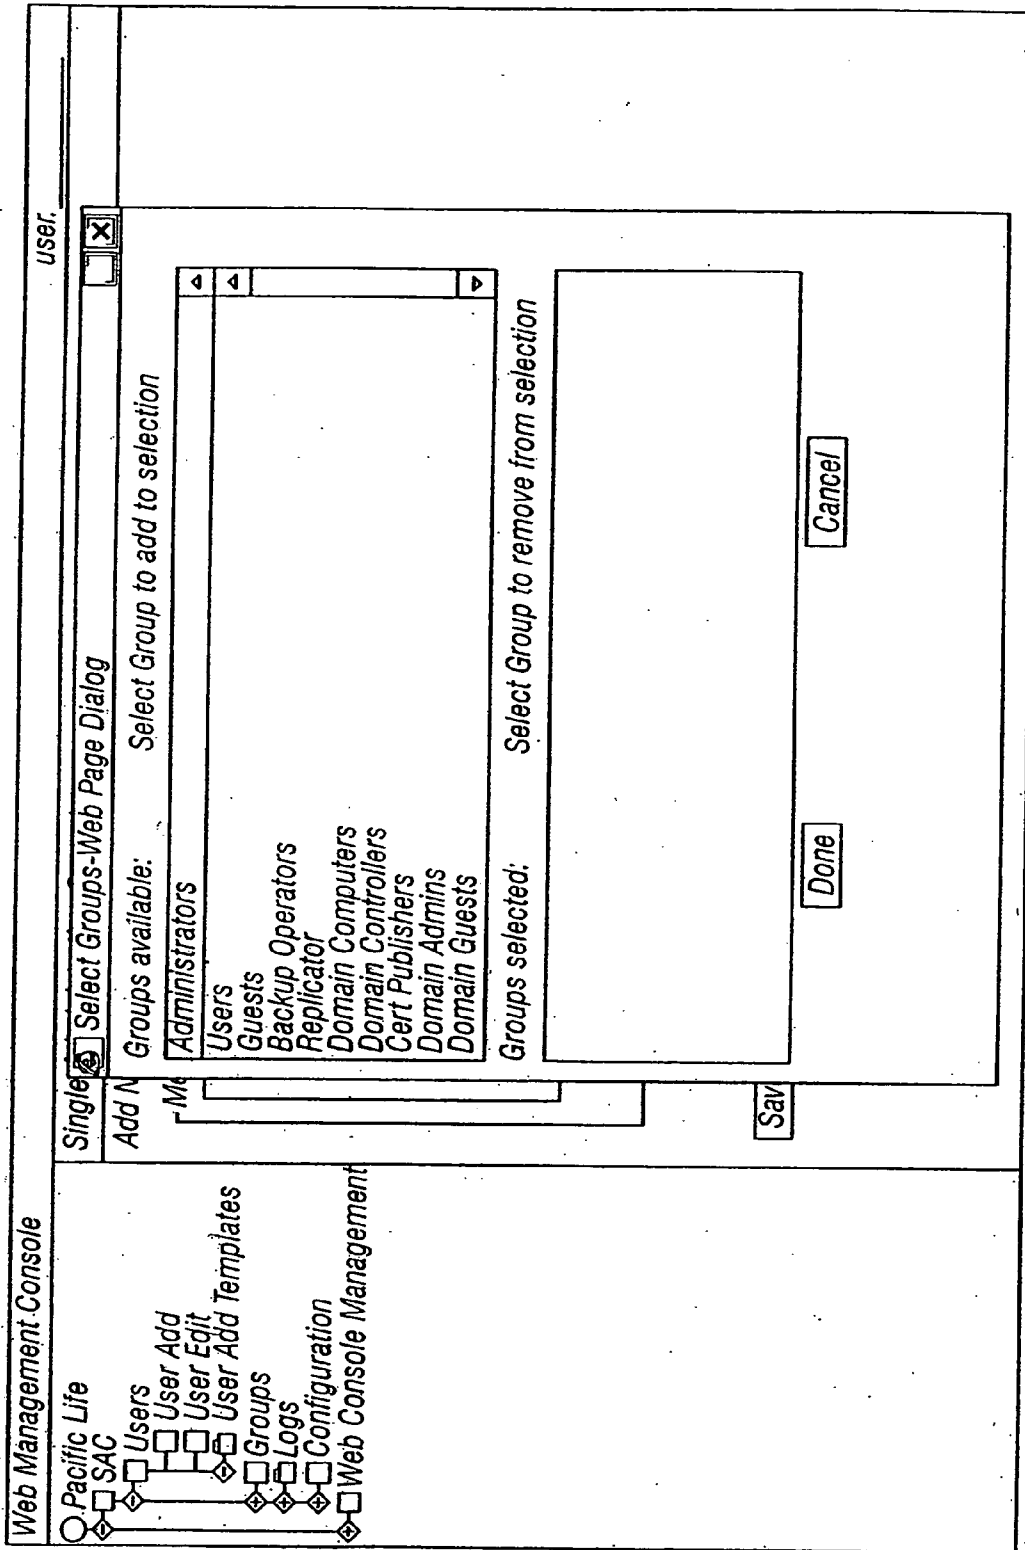 Web Management Console
user.
Pacific Life
SAC
Users
User Add
User Edit
User Add Templates
Groups
Logs
Configuration
Web Console Management
Single
Add N
Me
Sav
Select Groups-Web Page Dialog
Groups available:
Select Group to add to selection
Administrators
Users
Guests
Backup Operators
Replicator
Domain Computers
Domain Controllers
Cert Publishers
Domain Admins
Domain Guests
Groups selected:
Select Group to remove from selection
Done
Cancel